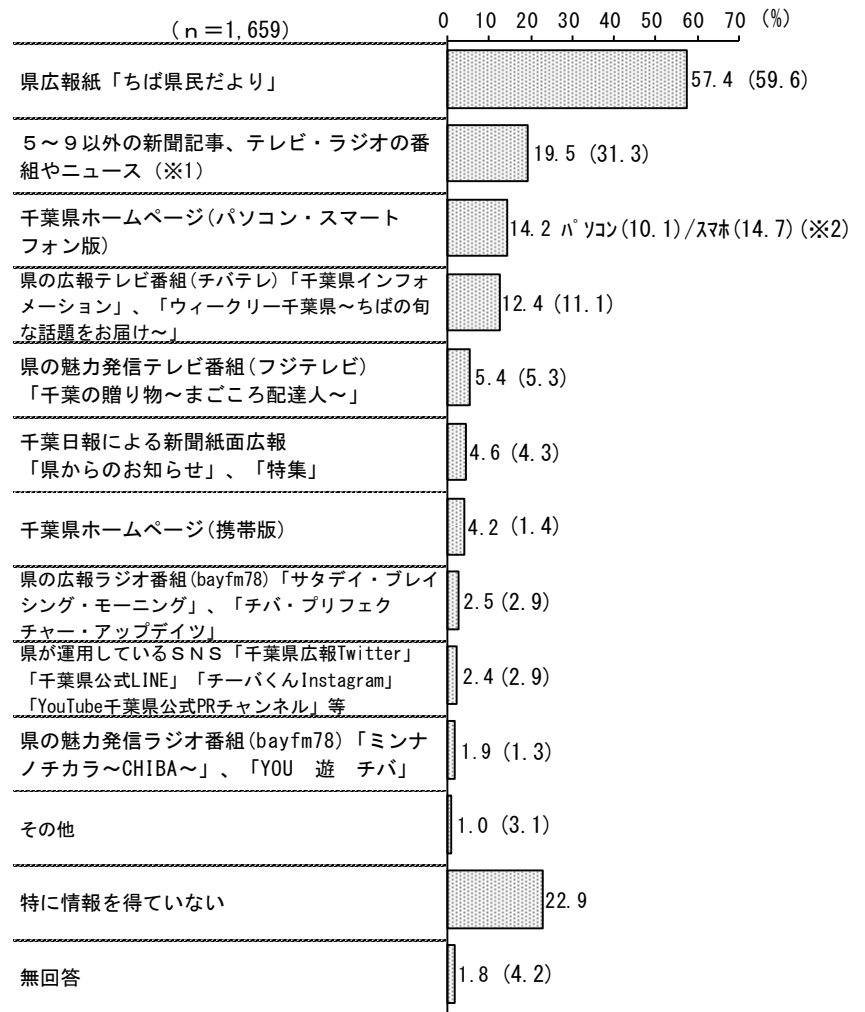 (ｎ＝1,659)
0 10 20 30 40 50 60 70 (%)
県広報紙「ちば県民だより」
57.4 (59.6)
５～９以外の新聞記事、テレビ・ラジオの番
組やニュース (※1)
19.5 (31.3)
千葉県ホームページ(パソコン・スマート
フォン版)
14.2 ﾊﾟｿｺﾝ(10.1)/ｽﾏﾎ(14.7)(※2)
県の広報テレビ番組(チバテレ)「千葉県インフォ
メーション」、「ウィークリー千葉県～ちばの旬
な話題をお届け～」
12.4 (11.1)
県の魅力発信テレビ番組(フジテレビ)
「千葉の贈り物～まごころ配達人～」
5.4 (5.3)
千葉日報による新聞紙面広報
「県からのお知らせ」、「特集」
4.6 (4.3)
千葉県ホームページ(携帯版)
4.2 (1.4)
県の広報ラジオ番組(bayfm78)「サタデイ・ブレイ
シング・モーニング」、「チバ・プリフェク
チャー・アップデイツ」
2.5 (2.9)
県が運用しているＳＮＳ「千葉県広報Twitter」
「千葉県公式LINE」「チーバくんInstagram」
「YouTube千葉県公式PRチャンネル」等
2.4 (2.9)
県の魅力発信ラジオ番組(bayfm78)「ミンナ
ノチカラ～CHIBA～」、「YOU　遊　チバ」
1.9 (1.3)
その他
1.0 (3.1)
特に情報を得ていない
22.9
無回答
1.8 (4.2)